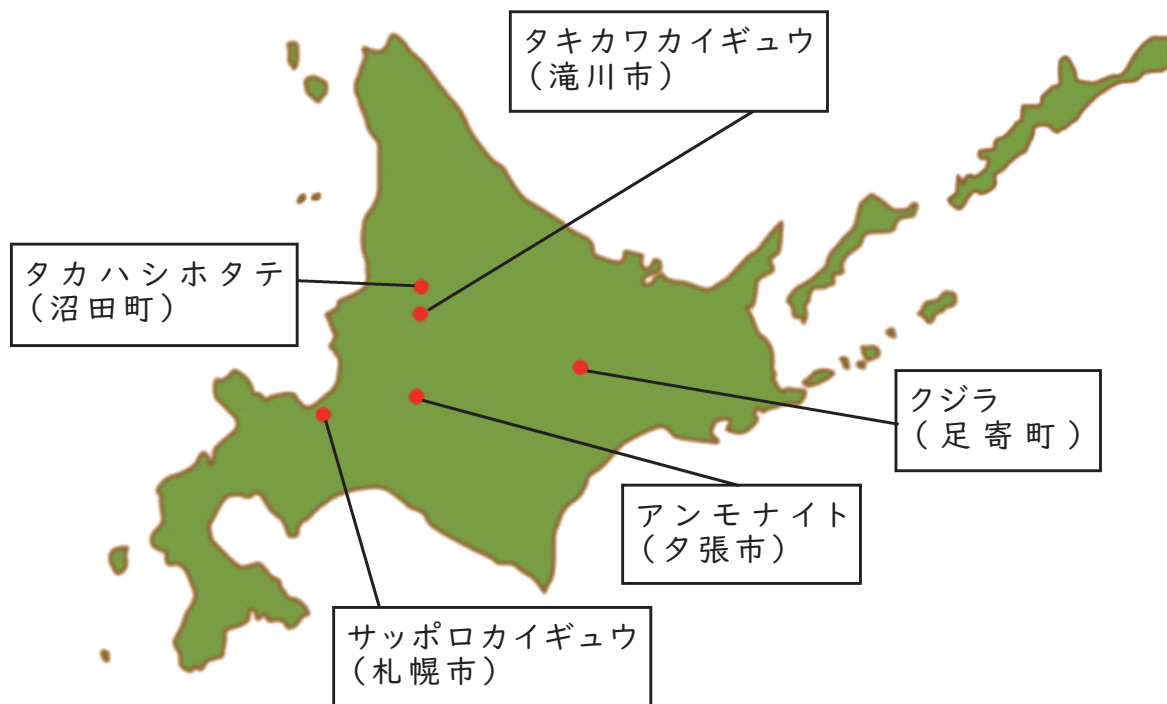 タキカワカイギュウ
(滝川市)
タカハシホタテ
(沼田町)
クジラ
(足寄町)
アンモナイト
(夕張市)
サッポロカイギュウ
(札幌市)